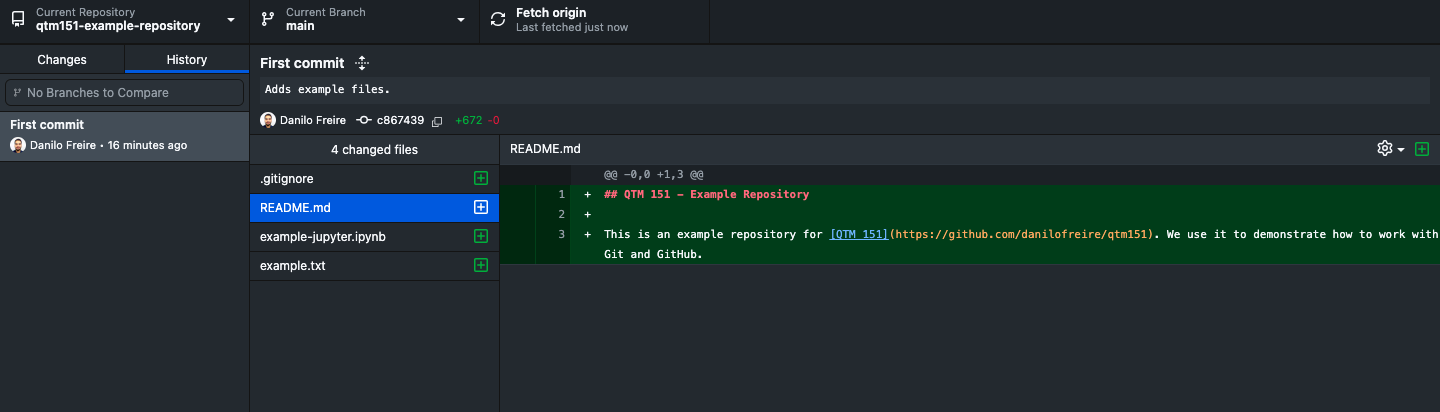 Current Repository
qtm151-example-repository
Current Branch
main
Fetch origin
Last fetched just now
Changes
History
No Branches to Compare
First commit
Danilo Freire • 16 minutes ago
First commit
Adds example files.
Danilo Freire
c867439
+672 -0
4 changed files
.gitignore
README.md
example-jupyter.ipynb
example.txt
README.md
@@ -0,0 +1,3 @@
1 + ## QTM 151 - Example Repository
2 +
3 + This is an example repository for [QTM 151](https://github.com/danilofreire/qtm151). We use it to demonstrate how to work with
Git and GitHub.